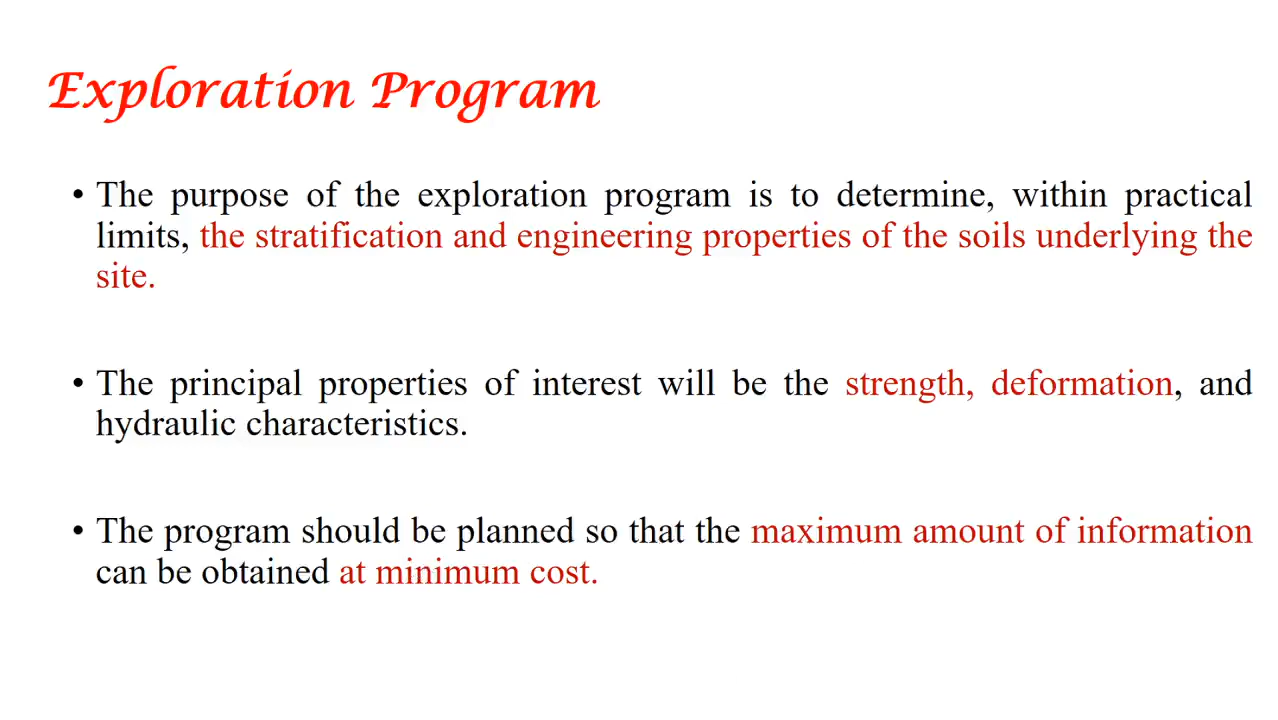 Exploration Program
• The purpose of the exploration program is to determine, within practical
limits, the stratification and engineering properties of the soils underlying the
site.
• The principal properties of interest will be the strength, deformation, and
hydraulic characteristics.
• The program should be planned so that the maximum amount of information
can be obtained at minimum cost.